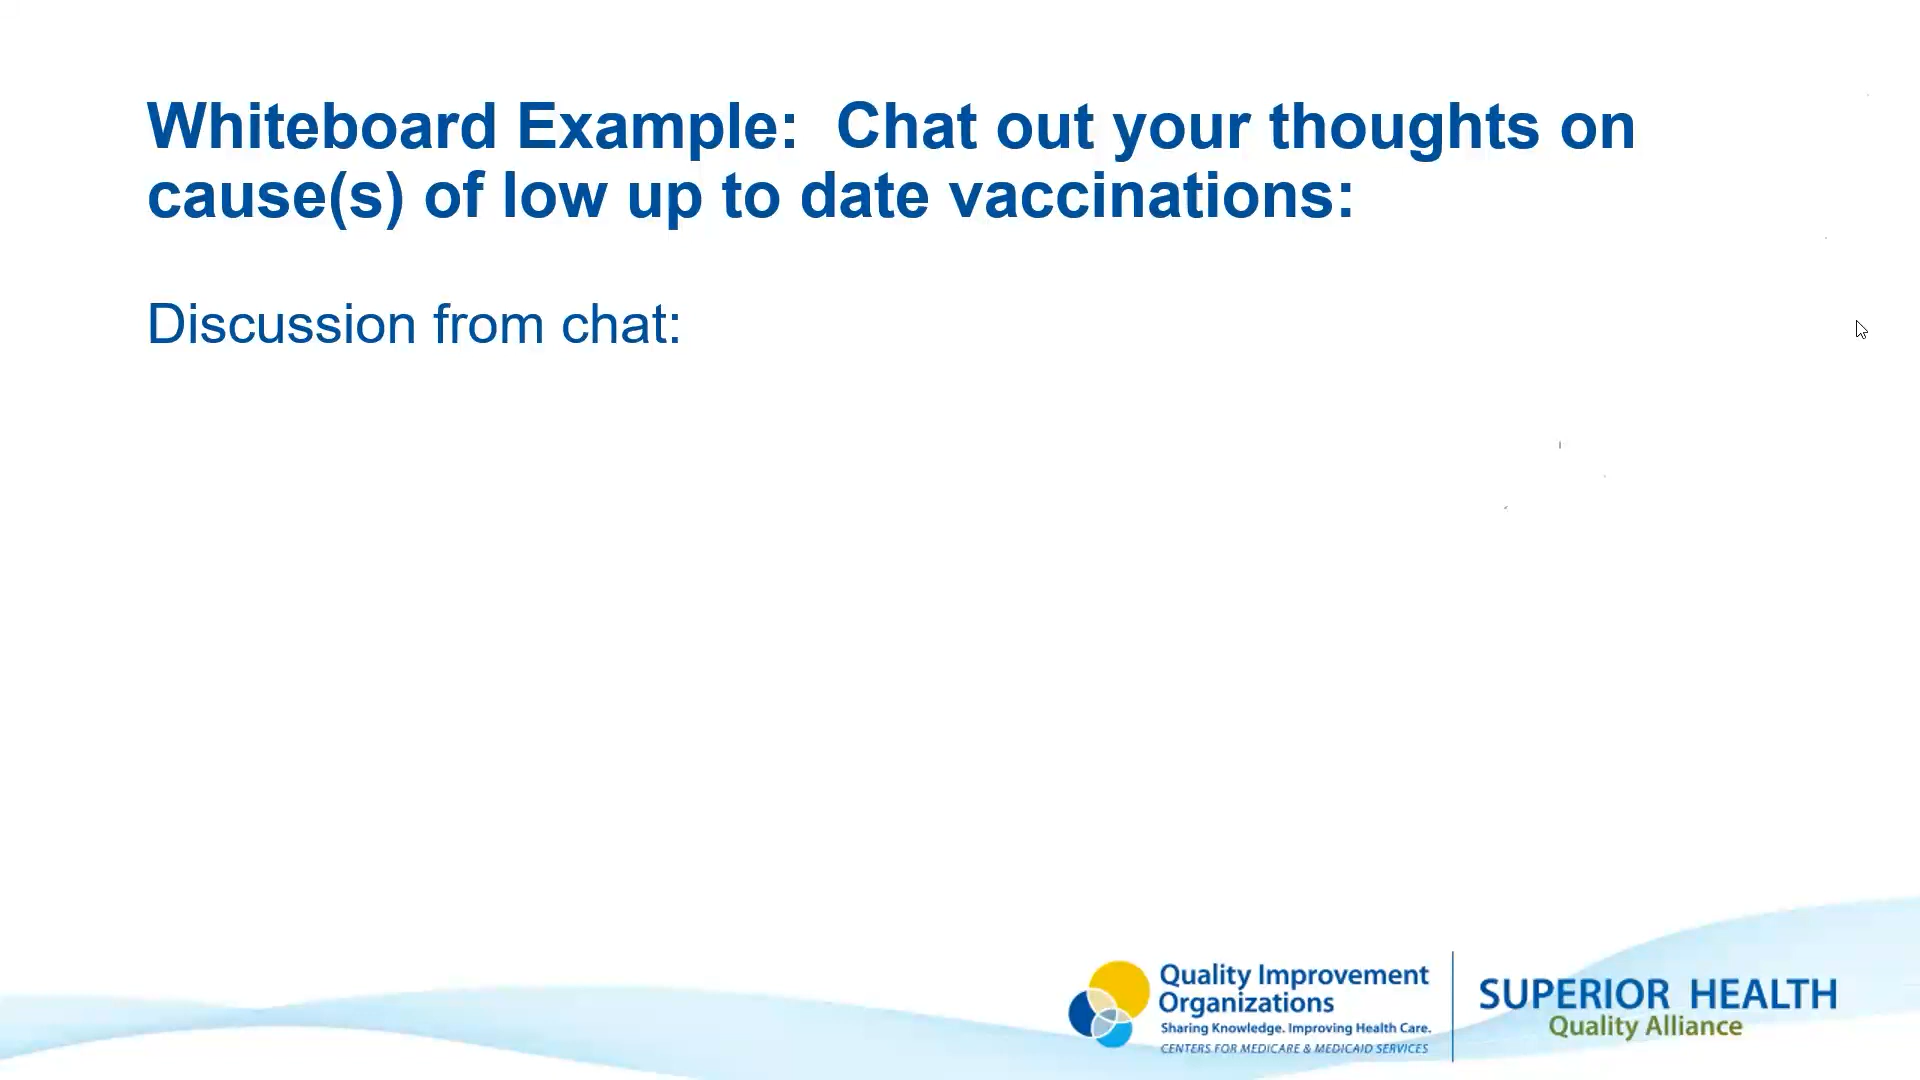 Whiteboard Example:  Chat out your thoughts on
cause(s) of low up to date vaccinations:
Discussion from chat:
Quality Improvement
Organizations
Sharing Knowledge. Improving Health Care.
CENTERS FOR MEDICARE & MEDICAID SERVICES
SUPERIOR HEALTH
Quality Alliance